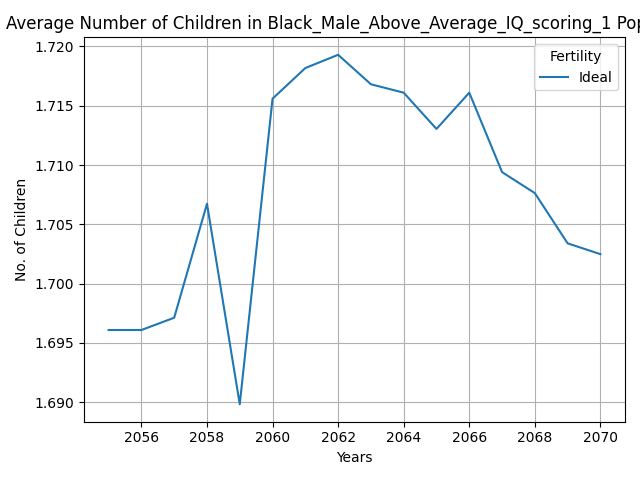 Average Number of Children in Black_Male_Above_Average_IQ_scoring_1 Pop
1.720
1.715
1.710
1.705
1.700
1.695
1.690
No. of Children
Fertility
Ideal
2056 2058 2060 2062 2064 2066 2068 2070
Years